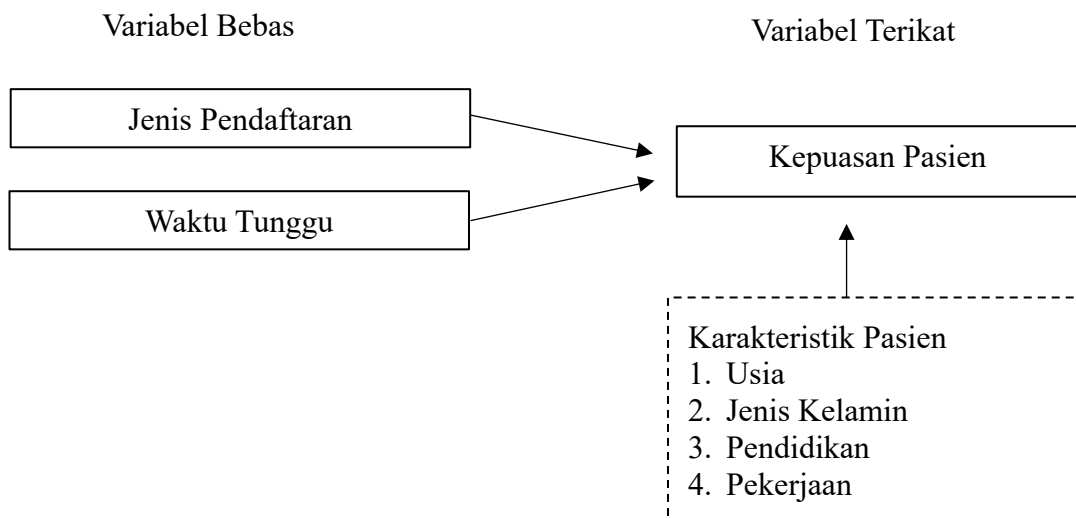 Variabel Bebas
Variabel Terikat
Jenis Pendaftaran
Kepuasan Pasien
Waktu Tunggu
Karakteristik Pasien
1. Usia
2. Jenis Kelamin
3. Pendidikan
4. Pekerjaan